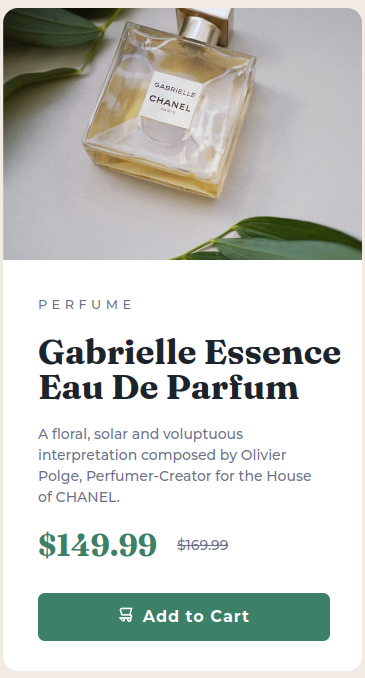 GABRIELLE
CHANEL
PARIS
PERFUME
Gabrielle Essence
Eau De Parfum
A floral, solar and voluptuous
interpretation composed by Olivier
Polge, Perfumer-Creator for the House
of CHANEL.
$149.99 $169.99
Add to Cart